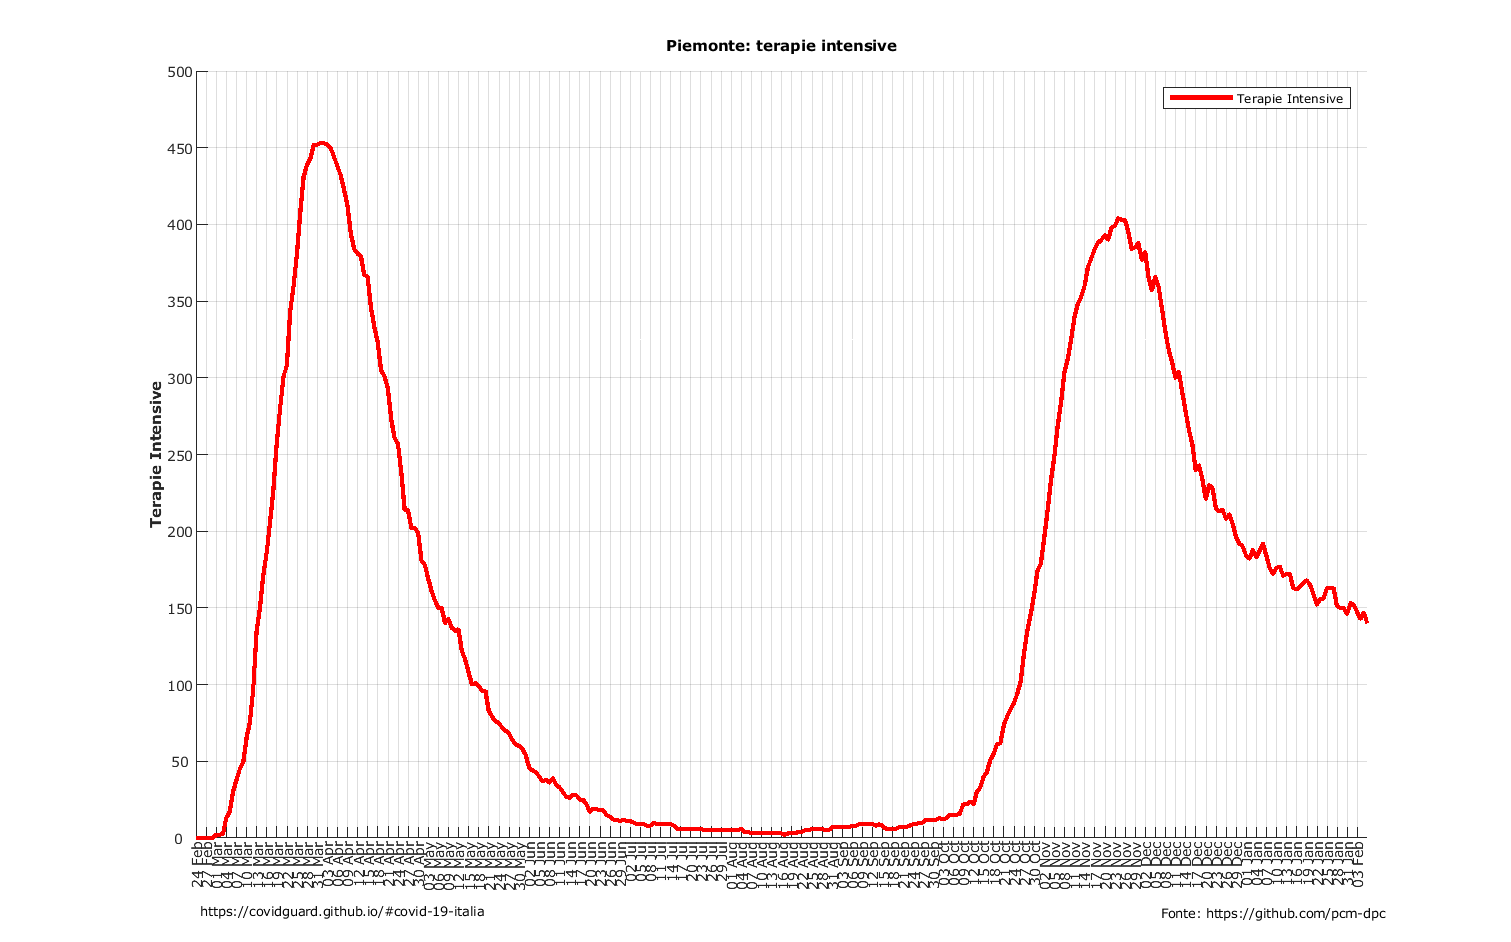 Piemonte: terapie intensive
Terapie Intensive
500
450
400
350
300
250
200
150
100
50
0
Terapie Intensive
24 Feb
27 Feb
01 Mar
04 Mar
07 Mar
10 Mar
13 Mar
16 Mar
19 Mar
22 Mar
25 Mar
28 Mar
31 Mar
03 Apr
06 Apr
09 Apr
12 Apr
15 Apr
18 Apr
21 Apr
24 Apr
27 Apr
30 Apr
03 May
06 May
09 May
12 May
15 May
18 May
21 May
24 May
27 May
30 May
02 Jun
05 Jun
08 Jun
11 Jun
14 Jun
17 Jun
20 Jun
23 Jun
26 Jun
29 Jun
02 Jul
05 Jul
08 Jul
11 Jul
14 Jul
17 Jul
20 Jul
23 Jul
26 Jul
29 Jul
01 Aug
04 Aug
07 Aug
10 Aug
13 Aug
16 Aug
19 Aug
22 Aug
25 Aug
28 Aug
31 Aug
03 Sep
06 Sep
09 Sep
12 Sep
15 Sep
18 Sep
21 Sep
24 Sep
27 Sep
30 Sep
03 Oct
06 Oct
09 Oct
12 Oct
15 Oct
18 Oct
21 Oct
24 Oct
27 Oct
30 Oct
02 Nov
05 Nov
08 Nov
11 Nov
14 Nov
17 Nov
20 Nov
23 Nov
26 Nov
29 Nov
02 Dec
05 Dec
08 Dec
11 Dec
14 Dec
17 Dec
20 Dec
23 Dec
26 Dec
29 Dec
01 Jan
04 Jan
07 Jan
10 Jan
13 Jan
16 Jan
19 Jan
22 Jan
25 Jan
28 Jan
31 Jan
03 Feb
https://covidguard.github.io/#covid-19-italia
Fonte: https://github.com/pcm-dpc